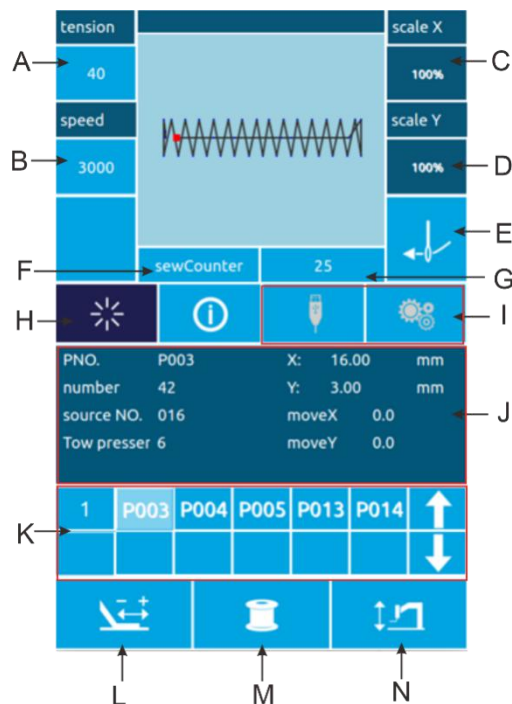 tension
scale X
A
40
100%
C
speed
scale Y
B
3000
100%
D
E
F
sewCounter
25
G
H
I
PNO. P003 X: 16.00 mm
number 42 Y: 3.00 mm
source NO. 016 moveX 0.0
Tow presser 6 moveY 0.0
J
1 P003 P004 P005 P013 P014
K
- +
L
M
N